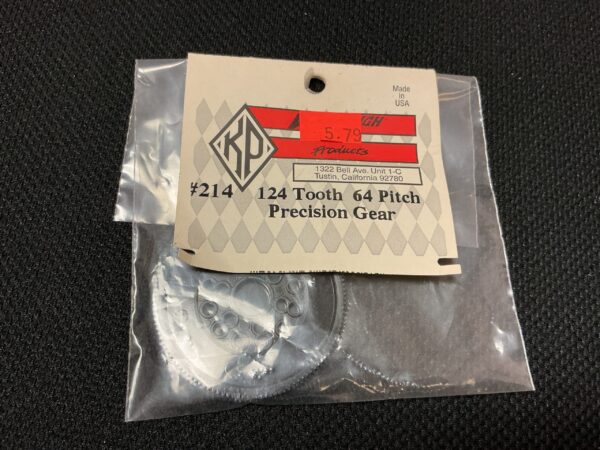 Made
in
USA
KP
5.79
Products
1322 Bell Ave. Unit 1-C
Tustin, California 92780
#214 124 Tooth 64 Pitch
Precision Gear